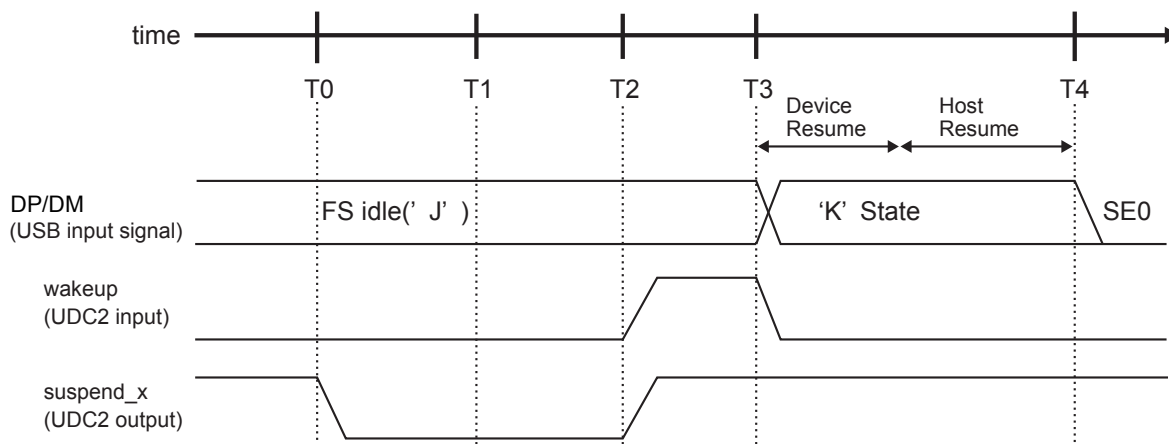 time
T0 T1 T2 T3 T4
Device Host
Resume Resume
DP/DM
(USB input signal)
FS idle(' J' ) ‘K’ State SE0
wakeup
(UDC2 input)
suspend_x
(UDC2 output)